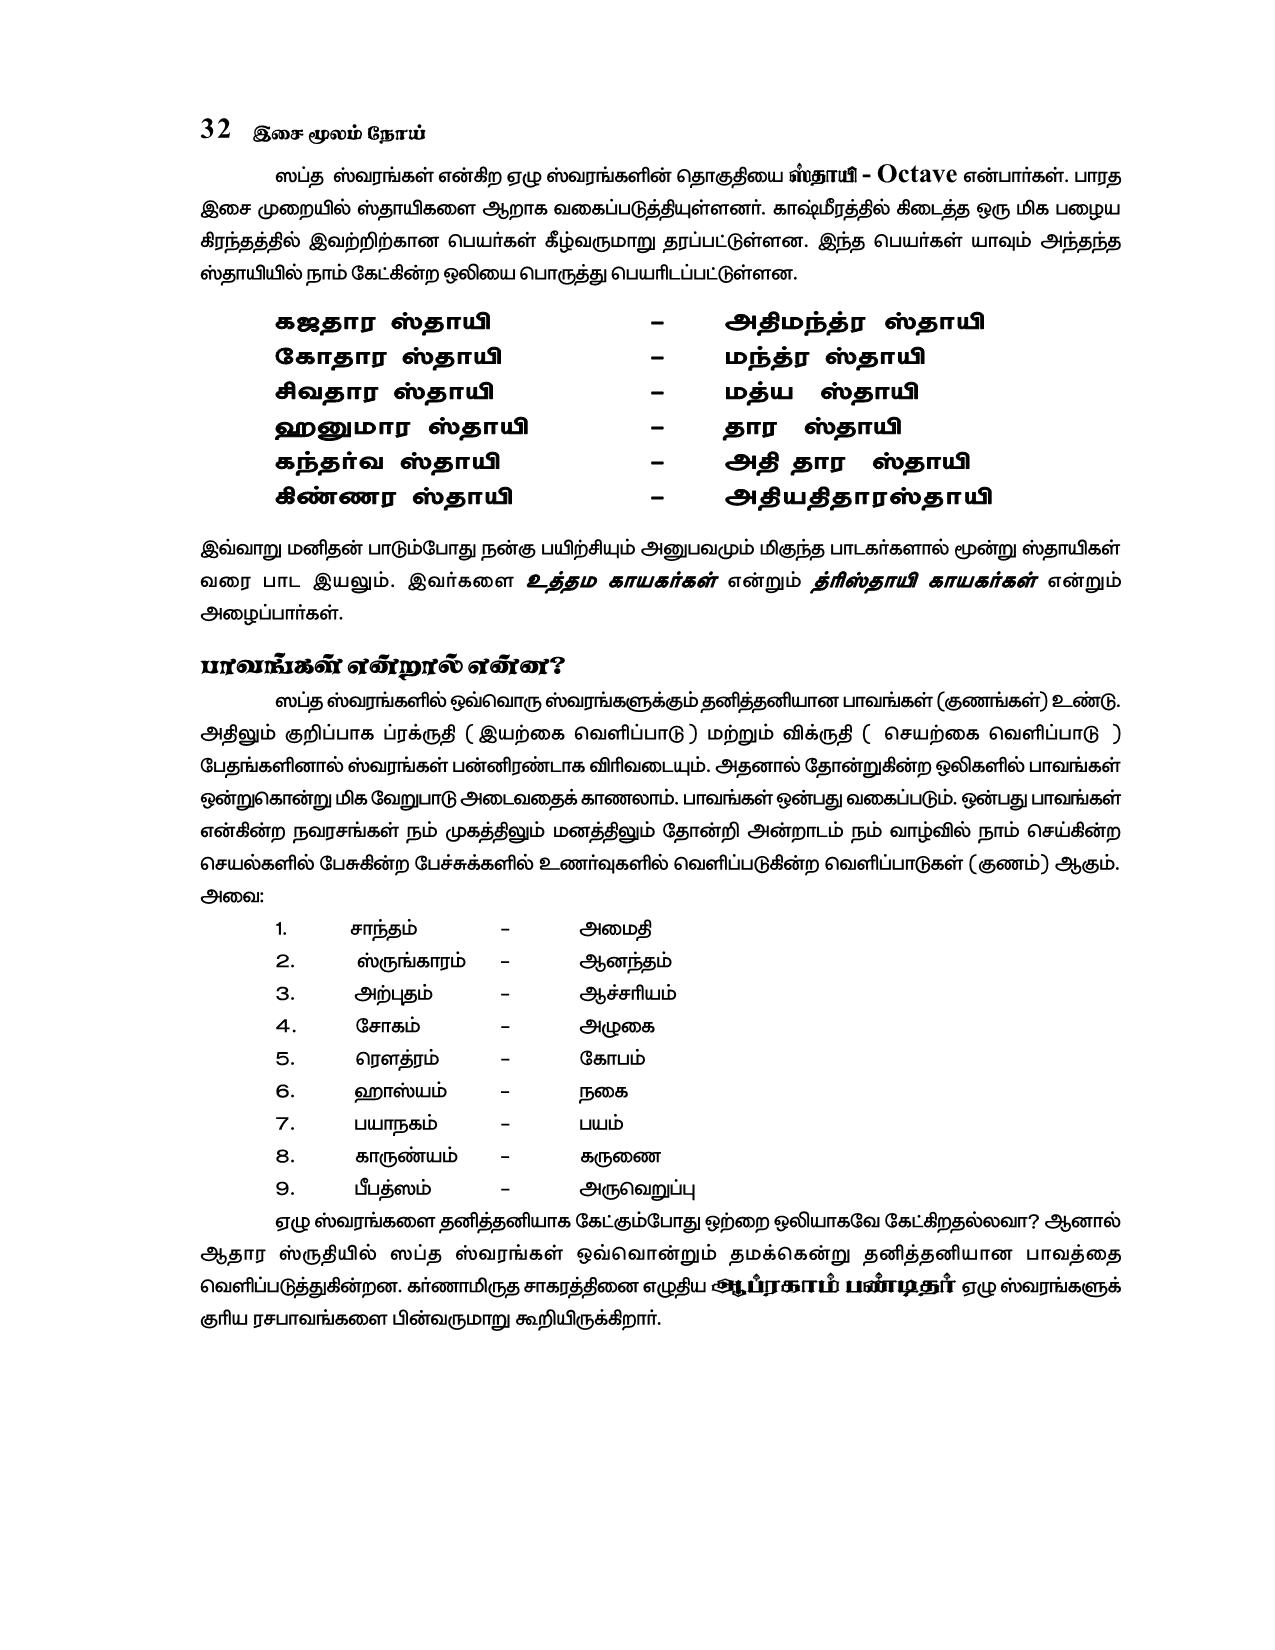 32 இசை மூலம் நோய்
ஸப்த ஸ்வரங்கள் என்கிற ஏழு ஸ்வரங்களின் தொகுதியை ஸ்தாயி - Octave என்பார்கள். பாரத
இசை முறையில் ஸ்தாயிகளை ஆறாக வகைப்படுத்தியுள்ளனர். காஷ்மீரத்தில் கிடைத்த ஒரு மிக பழைய
கிரந்தத்தில் இவற்றிற்கான பெயர்கள் கீழ்வருமாறு தரப்பட்டுள்ளன. இந்த பெயர்கள் யாவும் அந்தந்த
ஸ்தாயியில் நாம் கேட்கின்ற ஒலியை பொருத்து பெயரிடப்பட்டுள்ளன.
கஜதார ஸ்தாயி – அதிமந்த்ர ஸ்தாயி
கோதார ஸ்தாயி – மந்த்ர ஸ்தாயி
சிவதார ஸ்தாயி – மத்ய ஸ்தாயி
ஹனுமார ஸ்தாயி – தார ஸ்தாயி
கந்தர்வ ஸ்தாயி – அதி தார ஸ்தாயி
கிண்ணர ஸ்தாயி – அதியதிதாரஸ்தாயி
இவ்வாறு மனிதன் பாடும்போது நன்கு பயிற்சியும் அனுபவமும் மிகுந்த பாடகர்களால் மூன்று ஸ்தாயிகள்
வரை பாட இயலும். இவர்களை உத்தம காயகர்கள் என்றும் த்ரிஸ்தாயி காயகர்கள் என்றும்
அழைப்பார்கள்.
பாவங்கள் என்றால் என்ன?
ஸப்த ஸ்வரங்களில் ஒவ்வொரு ஸ்வரங்களுக்கும் தனித்தனியான பாவங்கள் (குணங்கள்) உண்டு.
அதிலும் குறிப்பாக ப்ரக்ருதி ( இயற்கை வெளிப்பாடு ) மற்றும் விக்ருதி ( செயற்கை வெளிப்பாடு )
பேதங்களினால் ஸ்வரங்கள் பன்னிரண்டாக விரிவடையும். அதனால் தோன்றுகின்ற ஒலிகளில் பாவங்கள்
ஒன்றுகொன்று மிக வேறுபாடு அடைவதைக் காணலாம். பாவங்கள் ஒன்பது வகைப்படும். ஒன்பது பாவங்கள்
என்கின்ற நவரசங்கள் நம் முகத்திலும் மனத்திலும் தோன்றி அன்றாடம் நம் வாழ்வில் நாம் செய்கின்ற
செயல்களில் பேசுகின்ற பேச்சுக்களில் உணர்வுகளில் வெளிப்படுகின்ற வெளிப்பாடுகள் (குணம்) ஆகும்.
அவை:
1. சாந்தம் – அமைதி
2. ஸ்ருங்காரம் – ஆனந்தம்
3. அற்புதம் – ஆச்சரியம்
4. சோகம் – அழுகை
5. ரௌத்ரம் – கோபம்
6. ஹாஸ்யம் – நகை
7. பயாநகம் – பயம்
8. காருண்யம் – கருணை
9. பீபத்ஸம் – அருவெறுப்பு
ஏழு ஸ்வரங்களை தனித்தனியாக கேட்கும்போது ஒற்றை ஒலியாகவே கேட்கிறதல்லவா? ஆனால்
ஆதார ஸ்ருதியில் ஸப்த ஸ்வரங்கள் ஒவ்வொன்றும் தமக்கென்று தனித்தனியான பாவத்தை
வெளிப்படுத்துகின்றன. கர்ணாமிருத சாகரத்தினை எழுதிய ஆப்ரகாம் பண்டிதர் ஏழு ஸ்வரங்களுக்
குரிய ரசபாவங்களை பின்வருமாறு கூறியிருக்கிறார்.